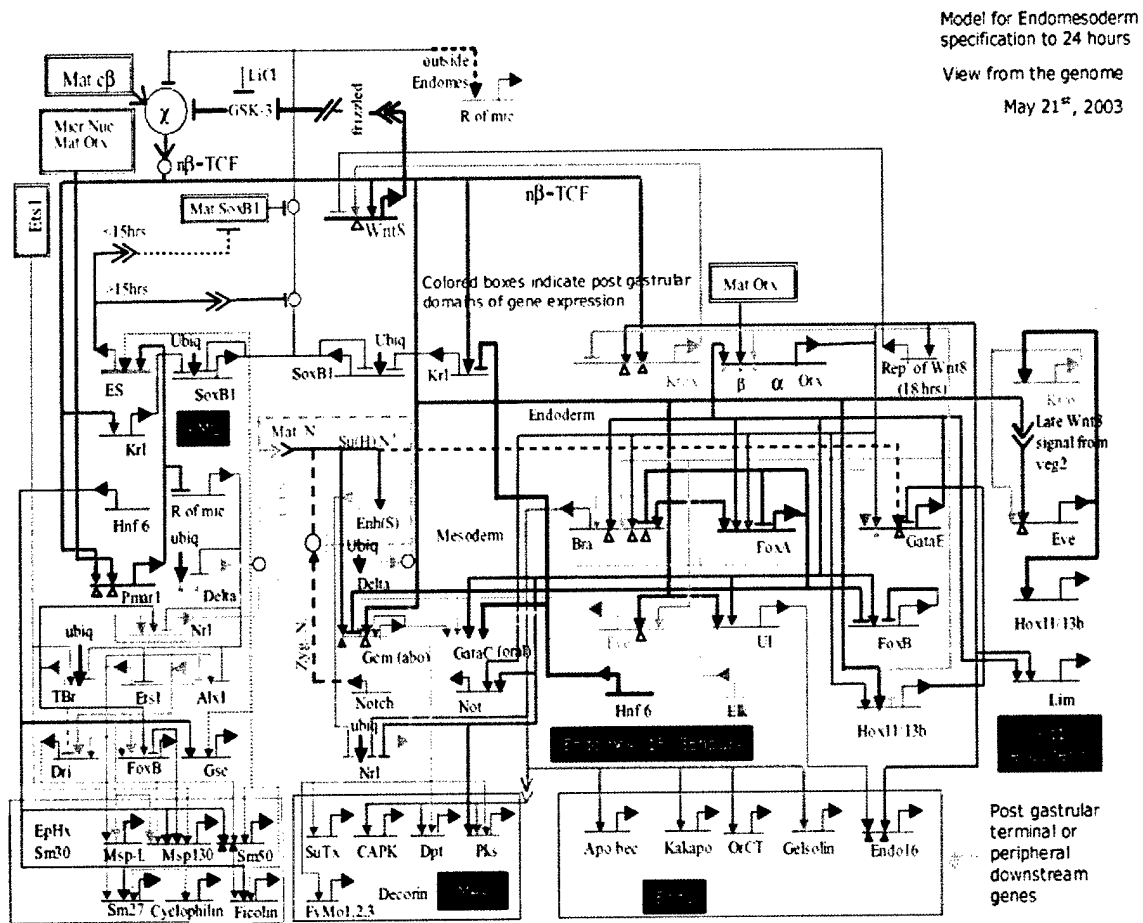 Model for Endomesoderm
specification to 24 hours
View from the genome
May 21st, 2003
outside
Endomes
R of mic
Mat cβ
LiCl
χ
GSK-3
frizzled
Micr Nuc
Mat Otx
nβ-TCF
nβ-TCF
Ets1
Mat SoxB1
Wnt8
<15hrs
>15hrs
Colored boxes indicate post gastrular
domains of gene expression
Mat Otx
Ubiq
Ubiq
ES
SoxB1
SoxB1
Krl
Krox
β
α
Otx
Rep. of Wnt8
(18 hrs)
Krl
Endoderm
Mat N
Su(H) N
Late Wnt8
signal from
veg2
R of mic
Hnf 6
ubiq
Enh(S)
Ubiq
Delta
Mesoderm
Bra
FoxA
GataE
Eve
Pmar1
Delta
Hox11/13b
Nrl
ubiq
Gcm (abo)
GataC (oral)
Eve
UI
FoxB
Zyg. N
TBr
Ets1
Alx1
Notch
Not
Hnf 6
Elk
Hox11/13b
Lim
ubiq
Nrl
Dri
FoxB
Gsc
EpHx
Sm30
Msp-L
Msp130
Sm50
SuTx
CAPK
Dpt
Pks
Apobec
Kakapo
OrCT
Gelsolin
Endo16
Post gastrular
terminal or
peripheral
downstream
genes
Decorin
Sm27
Cyclophilin
Ficolin
FvMo1,2,3